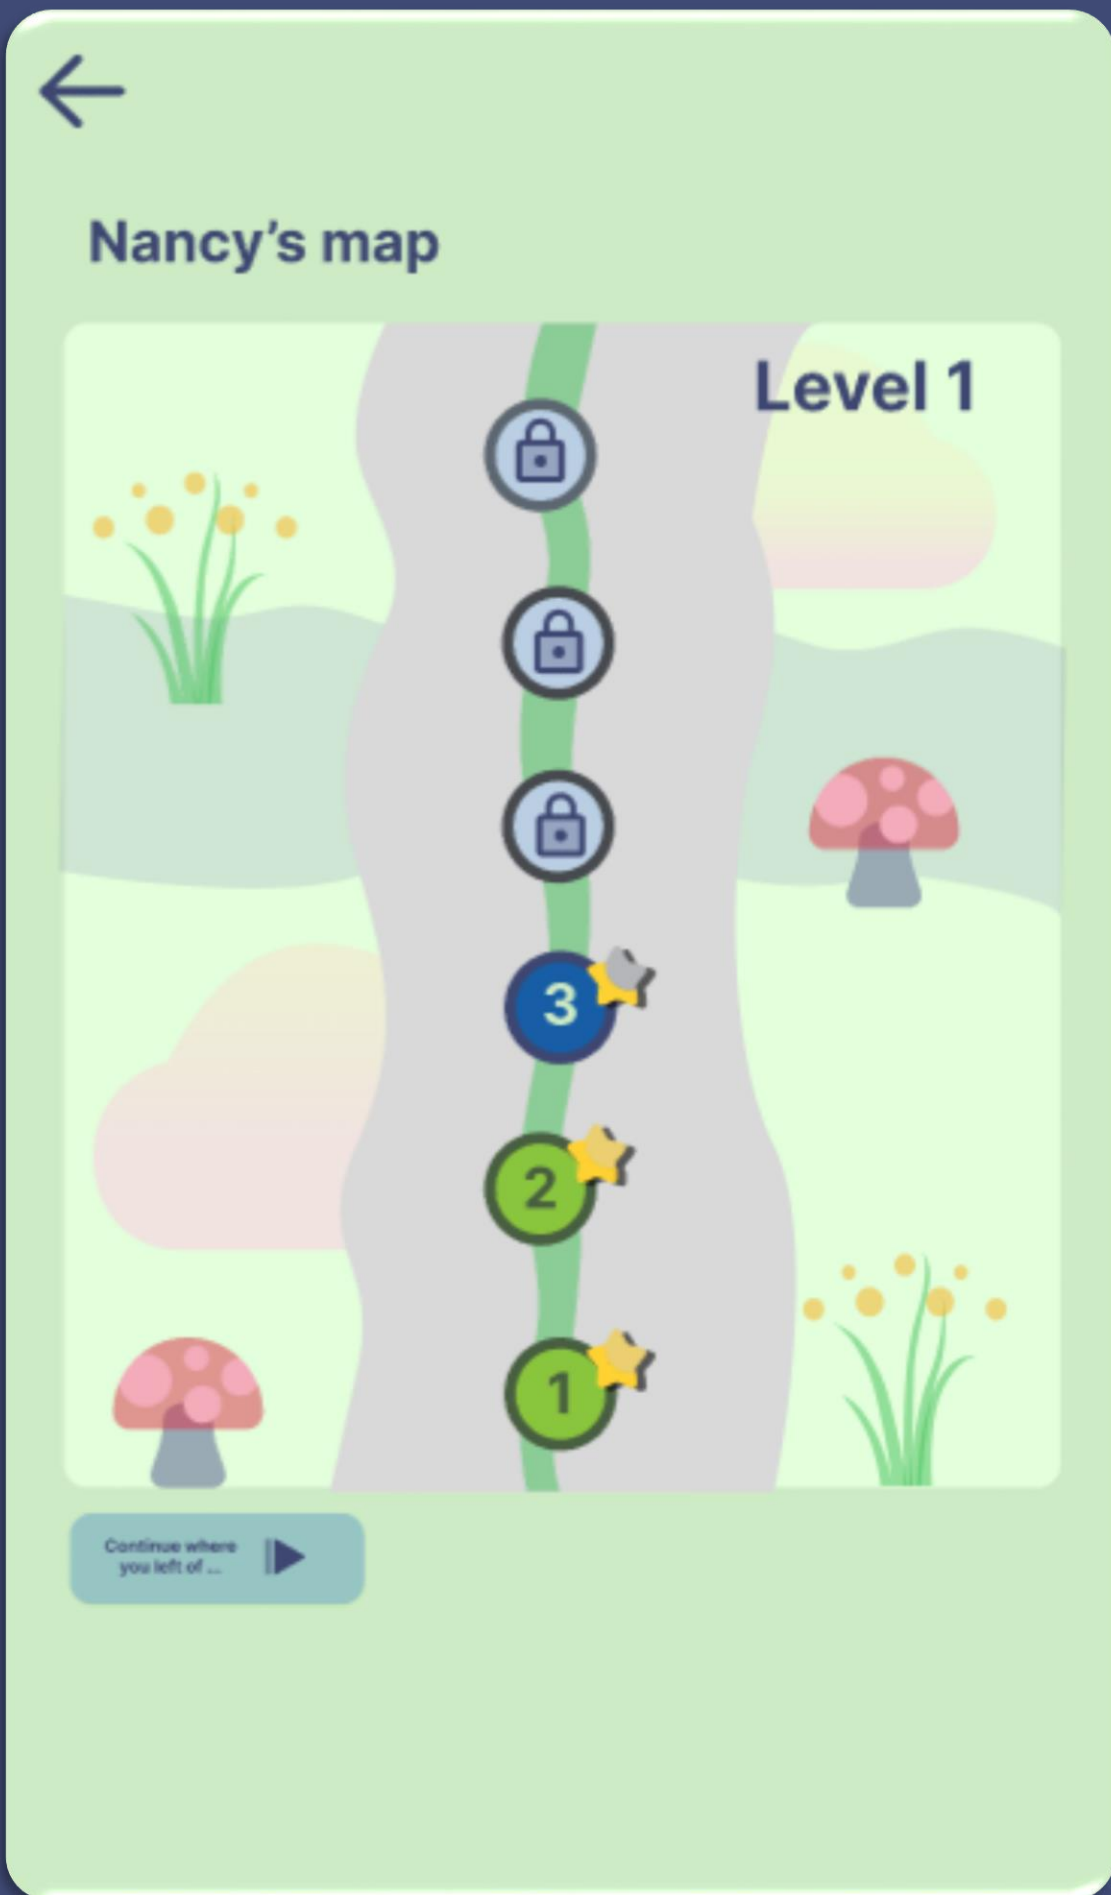 Nancy's map
Level 1
3
2
1
Continue where
you left of ...